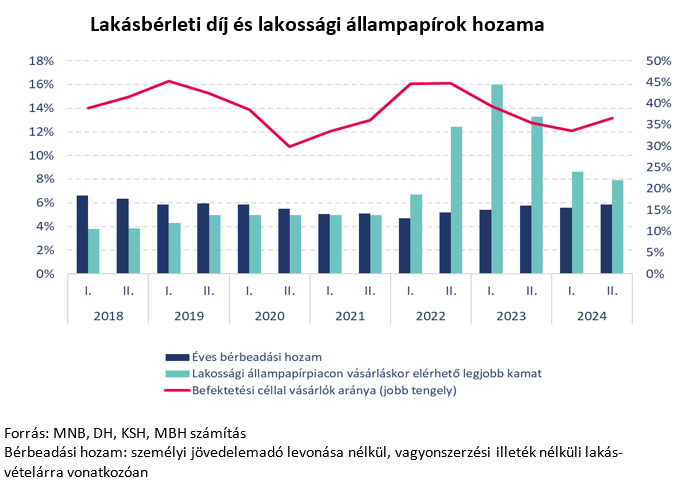 Lakásbérleti díj és lakossági állampapírok hozama
18% 50%
16% 45%
14% 40%
12% 35%
10% 30%
8% 25%
6% 20%
4% 15%
2% 10%
0% 5%
0%
I. II. I. II. I. II. I. II. I. II. I. II. I. II.
2018 2019 2020 2021 2022 2023 2024
Éves bérbeadási hozam
Lakossági állampapírpiacon vásárláskor elérhető legjobb kamat
Befektetési céllal vásárlók aránya (jobb tengely)
Forrás: MNB, DH, KSH, MBH számítás
Bérbeadási hozam: személyi jövedelemadó levonása nélkül, vagyonszerzési illeték nélküli lakás-
vételárra vonatkozóan